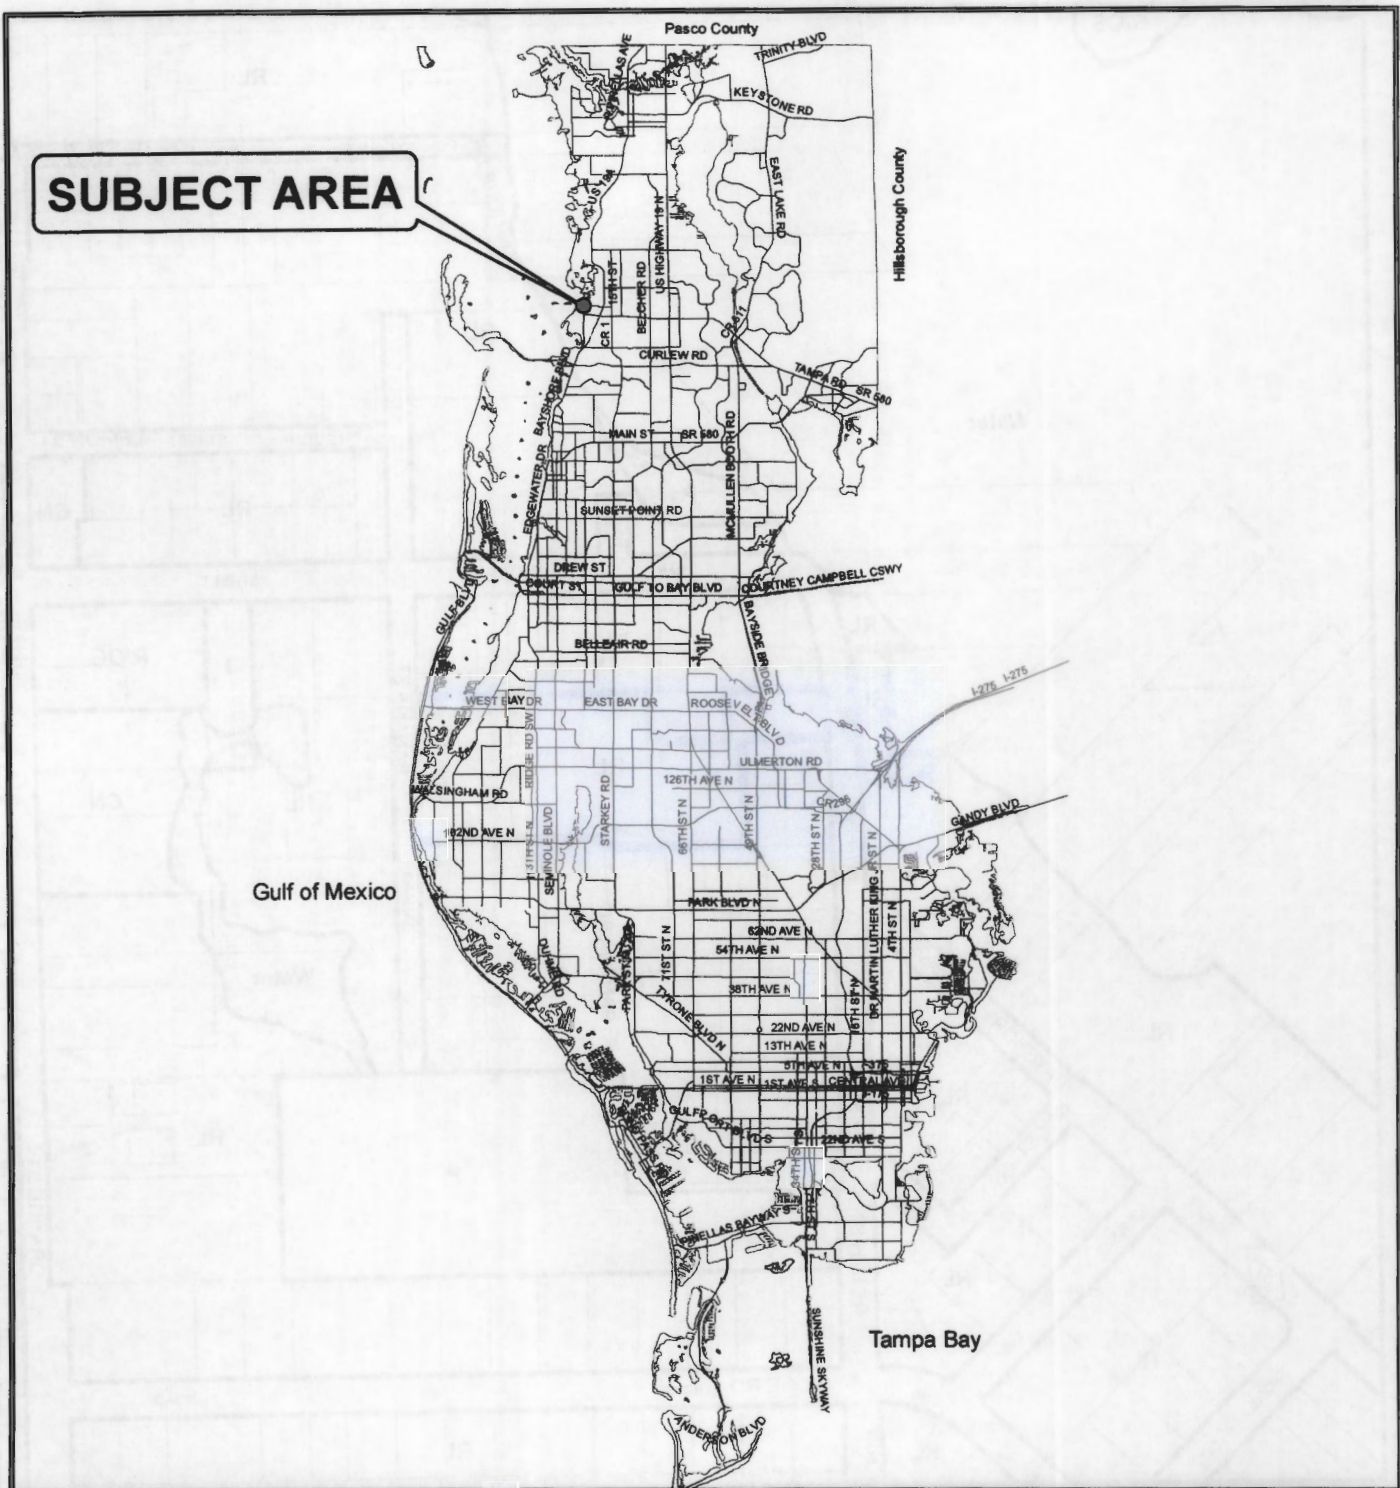 Pasco County
TRINITY BLVD
KEYSTONE RD
SUBJECT AREA
EAST LAKE RD
Hillsborough County
US HIGHWAY 19 N
BELCHER RD
CR 1
CURLEW RD
TAMPA RD
SR 580
BAYSHORE BLVD
EDGEWATER DR
MAIN ST
SR 580
MCMULLEN BOOTH RD
SUNSET POINT RD
DREW ST
COURT ST
GULF TO BAY BLVD
COURTNEY CAMPBELL CSWY
GULF BLVD
BAYSIDE BRIDGE
BELLEAIR RD
I-275
I-275
WEST BAY DR
EAST BAY DR
ROOSEVELT BLVD
RIDGE RD SW
ULMERTON RD
126TH AVE N
WALSINGHAM RD
STARKEY RD
66TH ST N
49TH ST N
28TH ST N
CR296
GANDY BLVD
102ND AVE N
SEMINOLE BLVD
Gulf of Mexico
PARK BLVD N
DR MARTIN LUTHER KING JR ST N
4TH ST N
62ND AVE N
54TH AVE N
71ST ST N
38TH AVE N
TYRONE BLVD N
16TH ST N
22ND AVE N
13TH AVE N
5TH AVE N
I-375
1ST AVE N
1ST AVE S
CENTRAL AVE
I-175
GULFPORT BLVD S
22ND AVE S
34TH ST S
PINELLAS BAYWAY S
SUNSHINE SKYWAY
Tampa Bay
ANDERSON BLVD